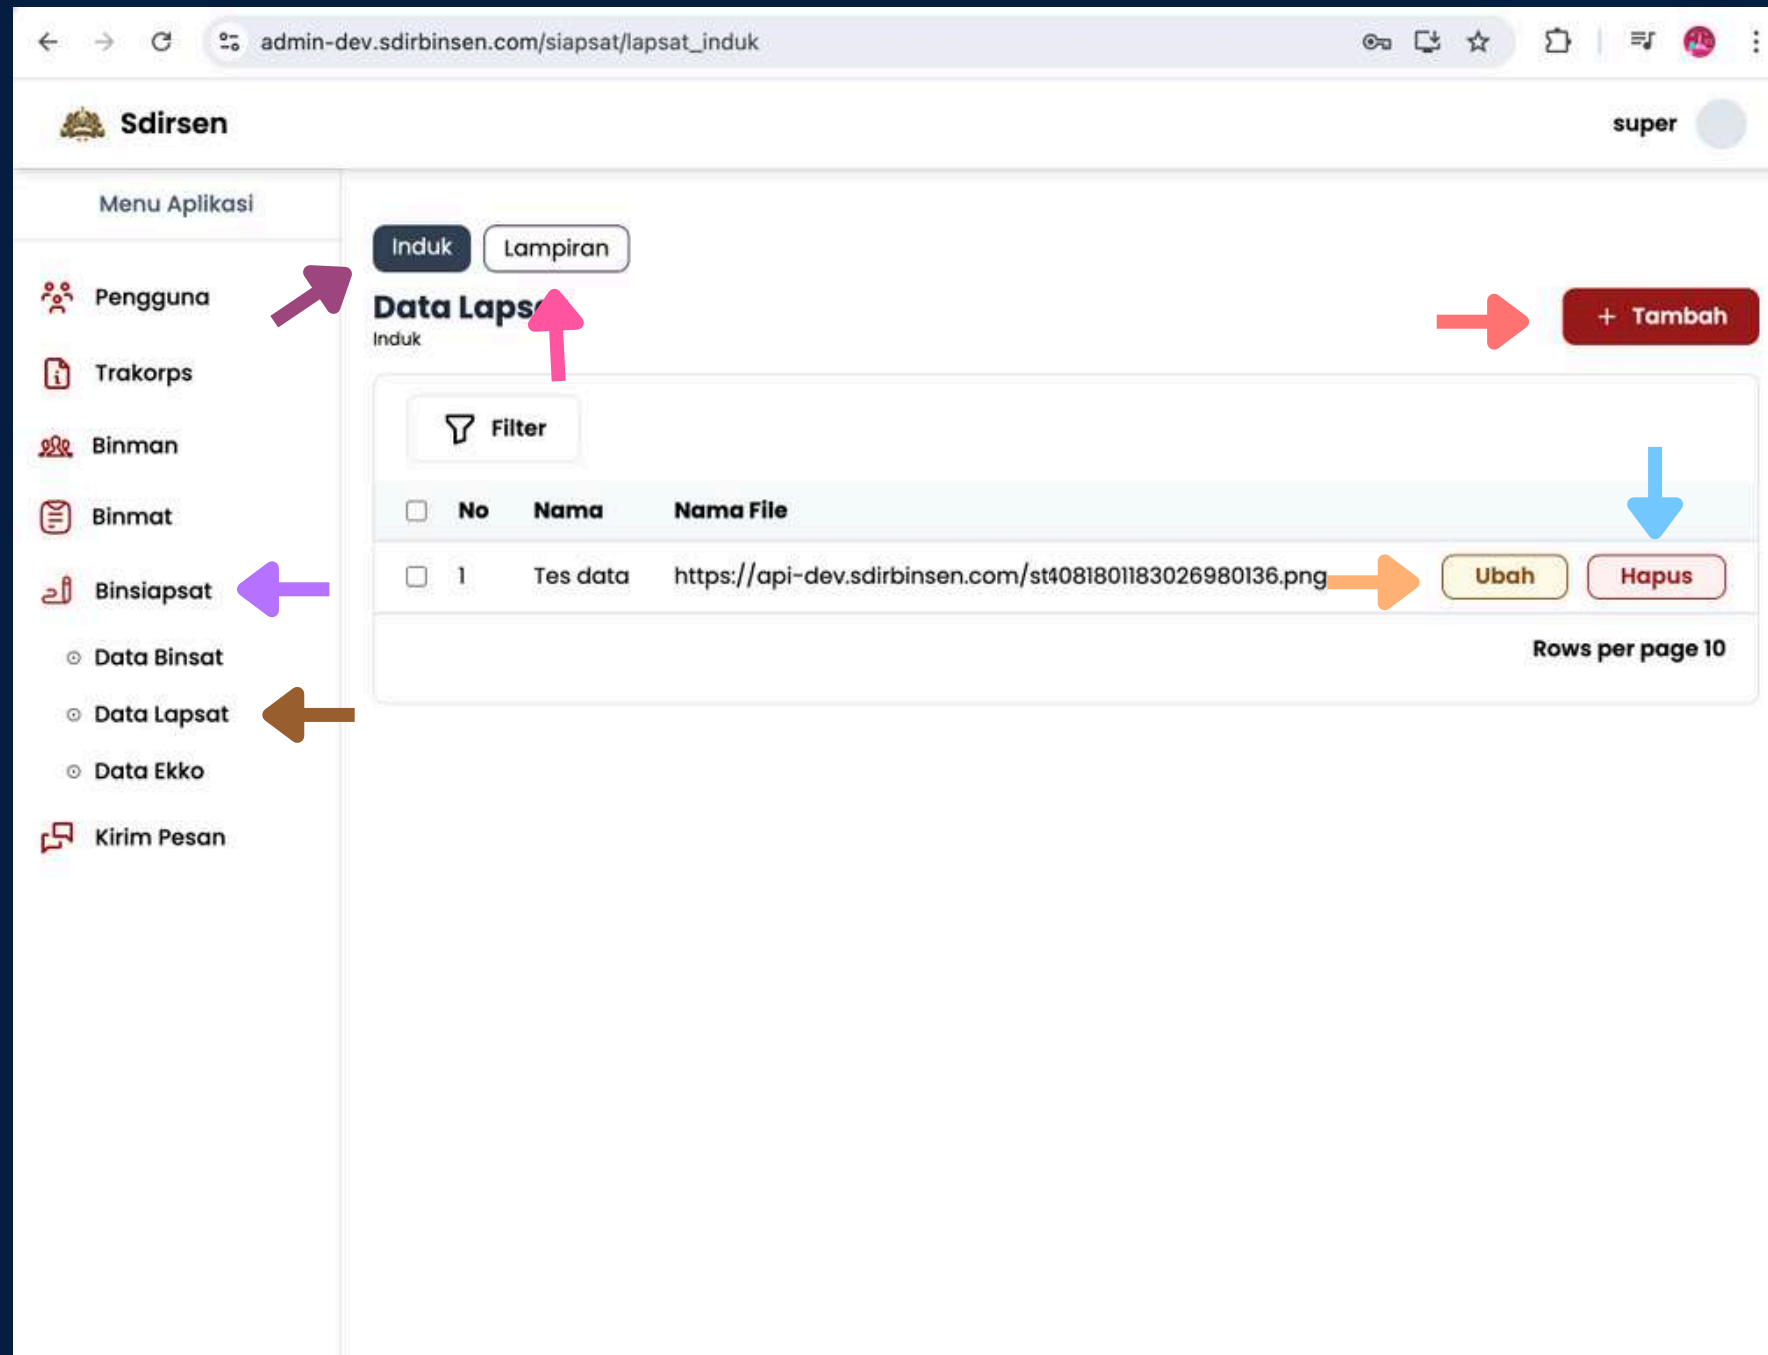 admin-dev.sdirbinsen.com/siapsat/lapsat_induk
Sdirsen
super
Menu Aplikasi
Pengguna
Trakorps
Binman
Binmat
Binsiapsat
Data Binsat
Data Lapsat
Data Ekko
Kirim Pesan
Induk Lampiran
Data
Induk
+ Tambah
Filter
No Nama Nama File
1 Tes data https://api-dev.sdirbinsen.com/st4081801183026980136.png Ubah Hapus
Rows per page 10